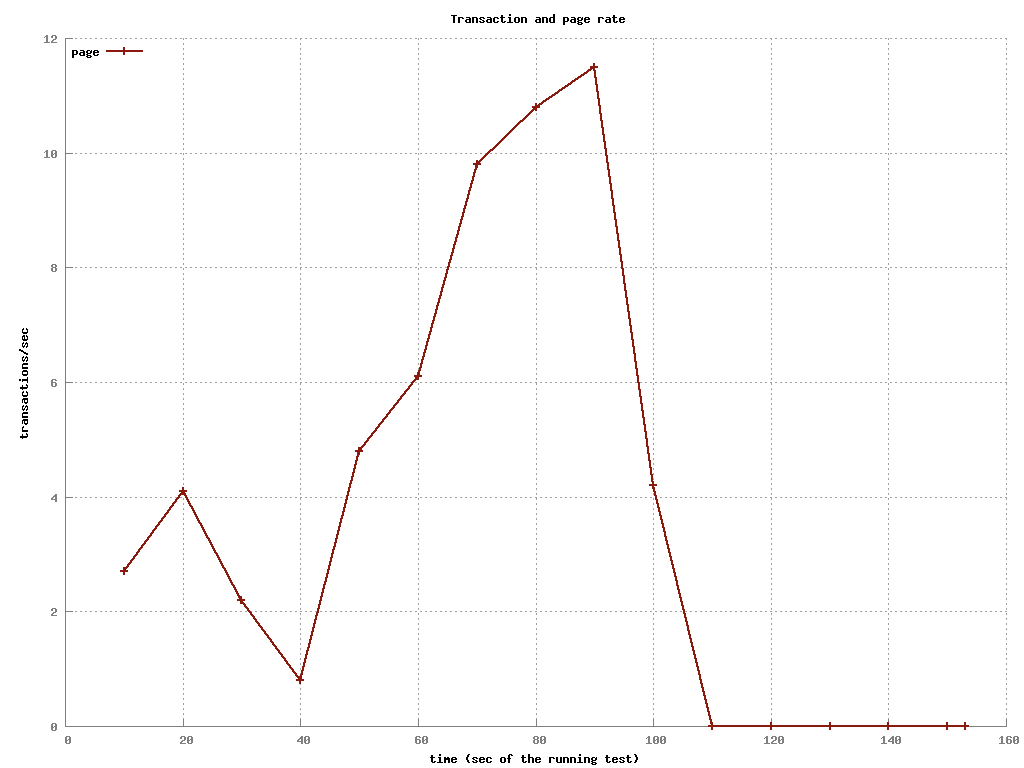 Transaction and page rate
page
12
10
8
6
4
2
0
transactions/sec
0 20 40 60 80 100 120 140 160
time (sec of the running test)